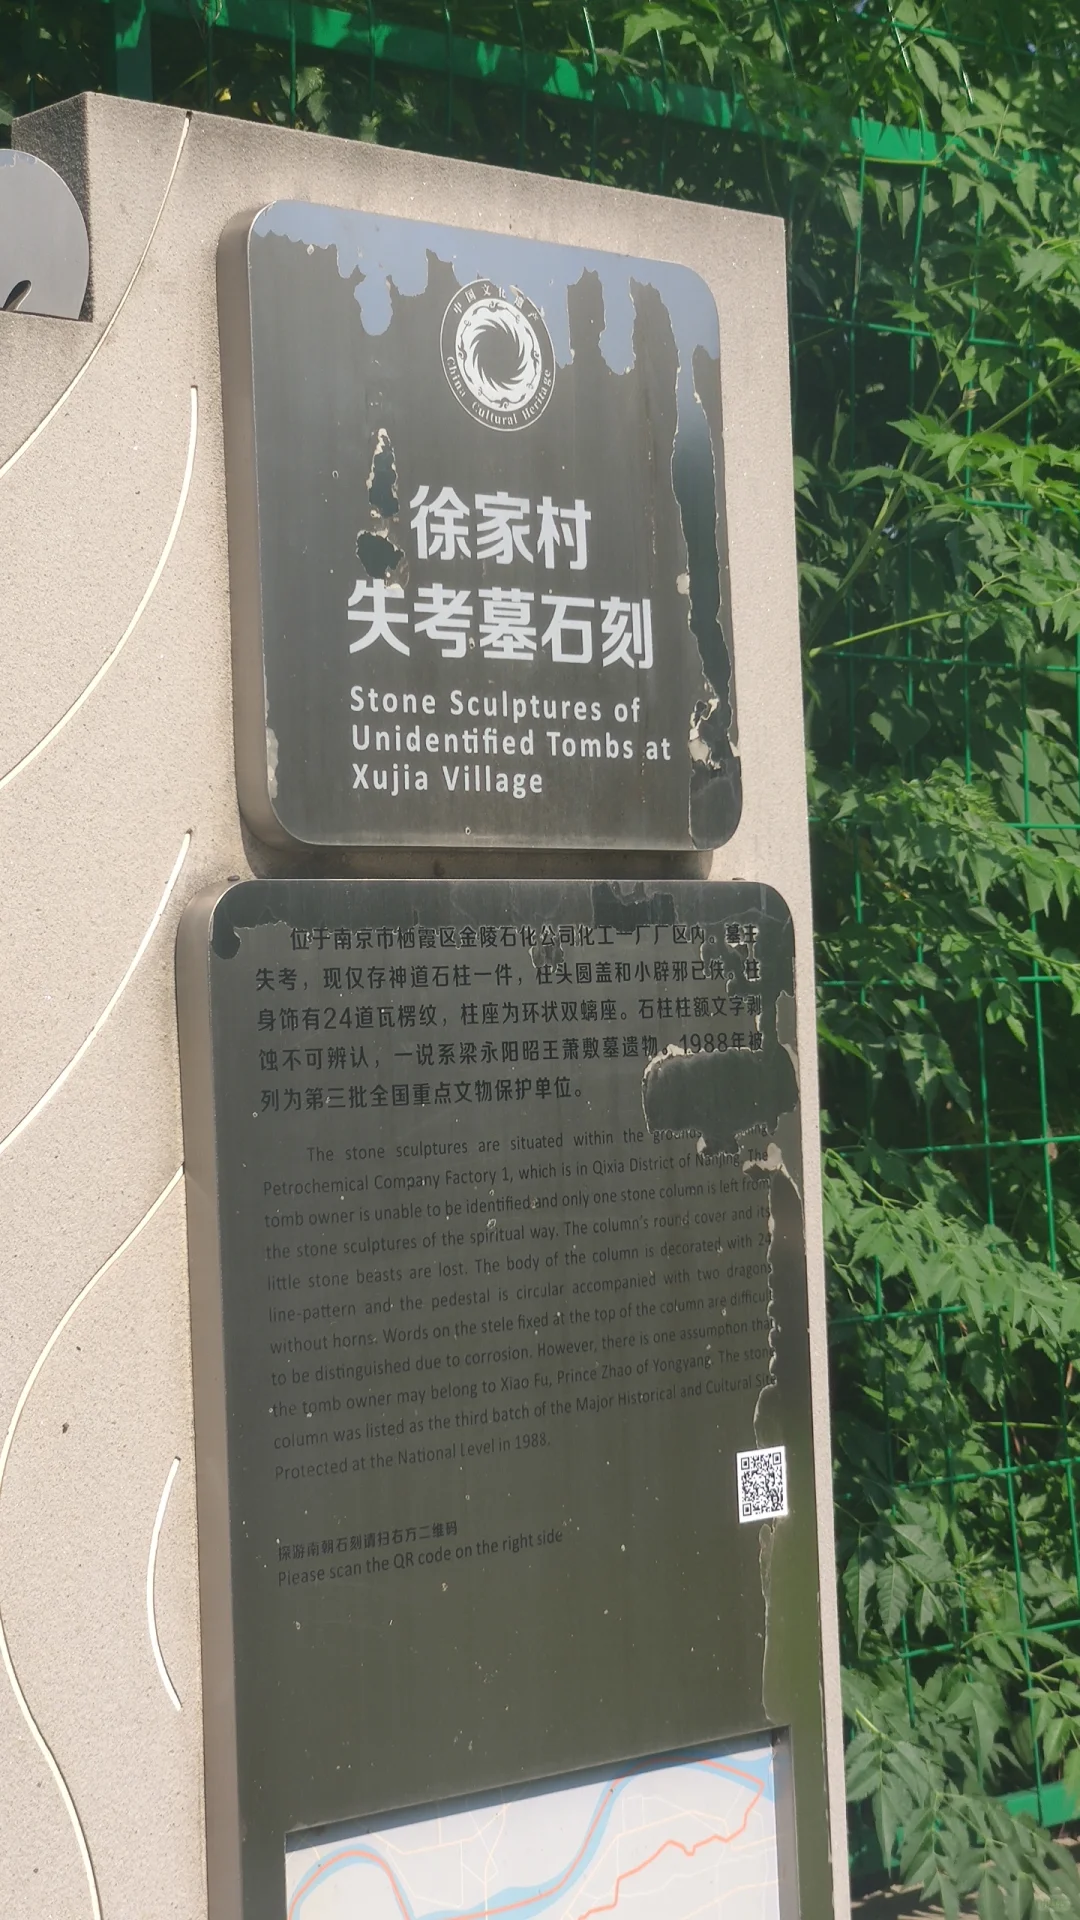 中国文化遗产
China Cultural Heritage
徐家村
失考墓石刻
Stone Sculptures of
Unidentified Tombs at
Xujia Village
位于南京市栖霞区金陵石化公司化工一厂厂区内。墓主
失考，现仅存神道石柱一件，柱头圆盖和小辟邪已佚。柱
身饰有24道瓦楞纹，柱座为环状双螭座。石柱柱额文字剥
蚀不可辨认，一说系梁永阳昭王萧敷墓遗物。1988年被
列为第三批全国重点文物保护单位。
The stone sculptures are situated within the grounds
Petrochemical Company Factory 1, which is in Qixia District of Nanjing. The
tomb owner is unable to be identified and only one stone column is left from
the stone sculptures of the spiritual way. The column's round cover and its
little stone beasts are lost. The body of the column is decorated with 24
line-pattern and the pedestal is circular accompanied with two dragons
without horns. Words on the stele fixed at the top of the column are difficult
to be distinguished due to corrosion. However, there is one assumption that
the tomb owner may belong to Xiao Fu, Prince Zhao of Yongyang. The stone
column was listed as the third batch of the Major Historical and Cultural Site
Protected at the National Level in 1988.
探游南朝石刻请扫右方二维码
Please scan the QR code on the right side